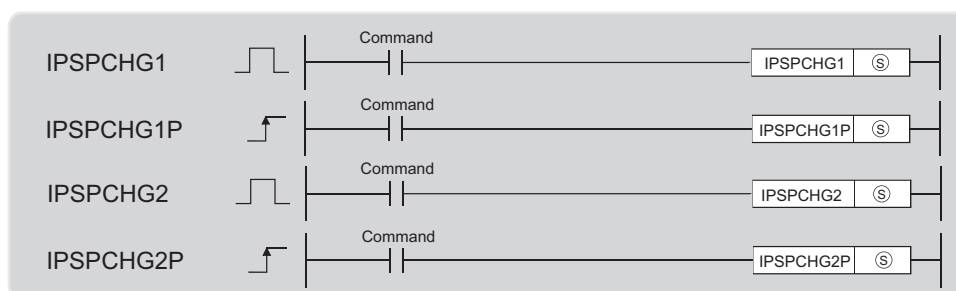 Command
IPSPCHG1 IPSPCHG1 Ⓢ
Command
IPSPCHG1P IPSPCHG1P Ⓢ
Command
IPSPCHG2 IPSPCHG2 Ⓢ
Command
IPSPCHG2P IPSPCHG2P Ⓢ